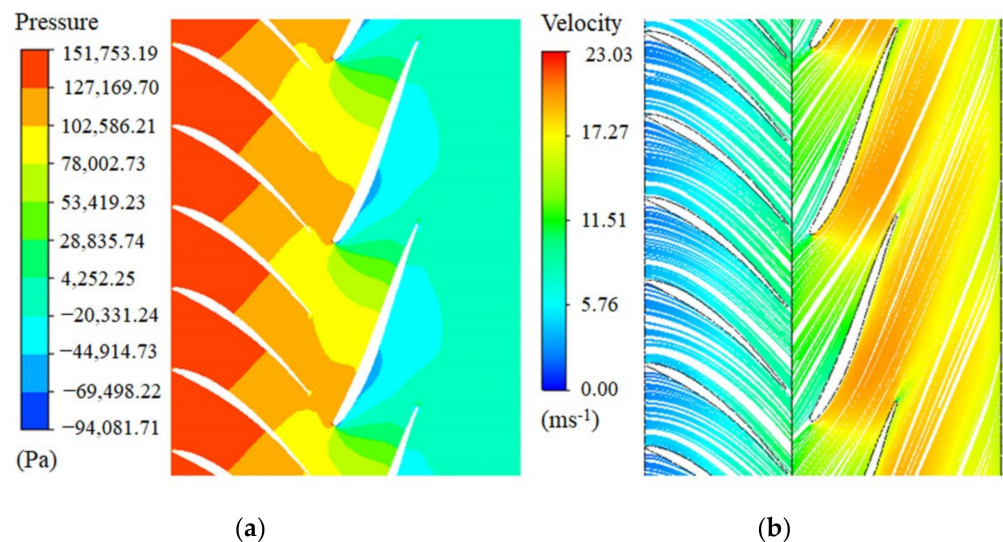 Pressure
151,753.19
127,169.70
102,586.21
78,002.73
53,419.23
28,835.74
4,252.25
−20,331.24
−44,914.73
−69,498.22
−94,081.71
(Pa)
Velocity
23.03
17.27
11.51
5.76
0.00
(ms⁻¹)
(a)
(b)